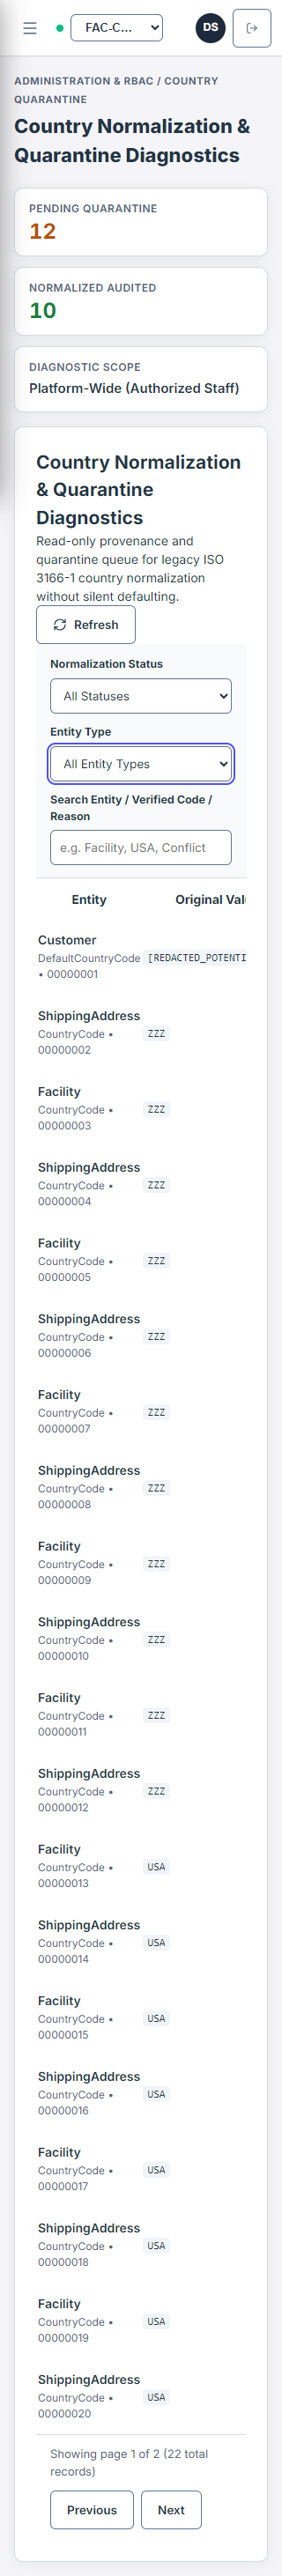 FAC-C...
DS
ADMINISTRATION & RBAC / COUNTRY
QUARANTINE
Country Normalization &
Quarantine Diagnostics
PENDING QUARANTINE
12
NORMALIZED AUDITED
10
DIAGNOSTIC SCOPE
Platform-Wide (Authorized Staff)
Country Normalization
& Quarantine
Diagnostics
Read-only provenance and
quarantine queue for legacy ISO
3166-1 country normalization
without silent defaulting.
Refresh
Normalization Status
All Statuses
Entity Type
All Entity Types
Search Entity / Verified Code /
Reason
e.g. Facility, USA, Conflict
Entity Original Valu
Customer
DefaultCountryCode [REDACTED_POTENTI
• 00000001
ShippingAddress
CountryCode • ZZZ
00000002
Facility
CountryCode • ZZZ
00000003
ShippingAddress
CountryCode • ZZZ
00000004
Facility
CountryCode • ZZZ
00000005
ShippingAddress
CountryCode • ZZZ
00000006
Facility
CountryCode • ZZZ
00000007
ShippingAddress
CountryCode • ZZZ
00000008
Facility
CountryCode • ZZZ
00000009
ShippingAddress
CountryCode • ZZZ
00000010
Facility
CountryCode • ZZZ
00000011
ShippingAddress
CountryCode • ZZZ
00000012
Facility
CountryCode • USA
00000013
ShippingAddress
CountryCode • USA
00000014
Facility
CountryCode • USA
00000015
ShippingAddress
CountryCode • USA
00000016
Facility
CountryCode • USA
00000017
ShippingAddress
CountryCode • USA
00000018
Facility
CountryCode • USA
00000019
ShippingAddress
CountryCode • USA
00000020
Showing page 1 of 2 (22 total
records)
Previous Next